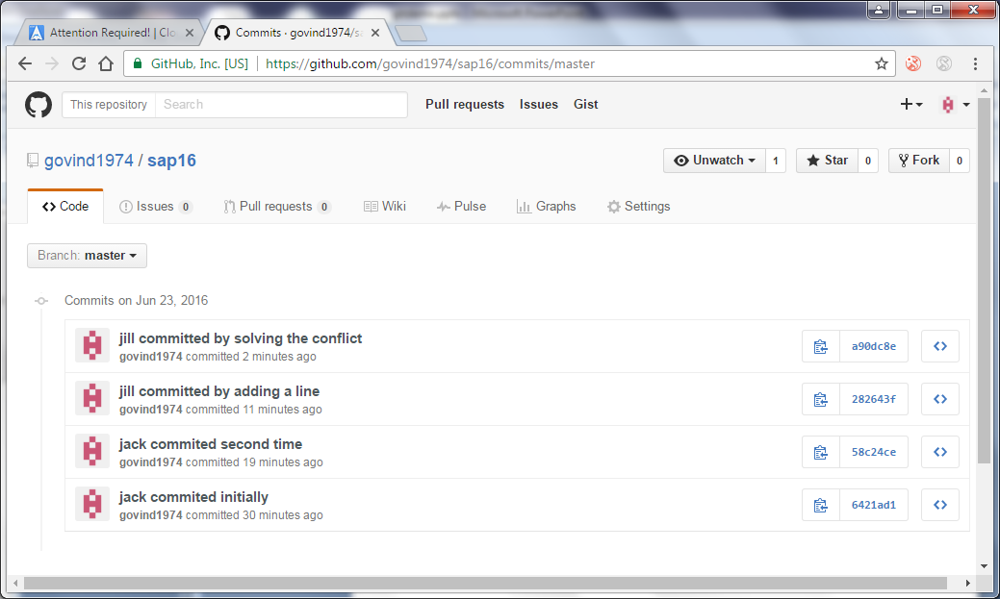 Attention Required! | Clo
Commits · govind1974/sa
GitHub, Inc. [US] | https://github.com/govind1974/sap16/commits/master
This repository Search Pull requests Issues Gist
govind1974 / sap16 Unwatch 1 Star 0 Fork 0
Code Issues 0 Pull requests 0 Wiki Pulse Graphs Settings
Branch: master
Commits on Jun 23, 2016
jill committed by solving the conflict
govind1974 committed 2 minutes ago
a90dc8e
jill committed by adding a line
govind1974 committed 11 minutes ago
282643f
jack commited second time
govind1974 committed 19 minutes ago
58c24ce
jack commited initially
govind1974 committed 30 minutes ago
6421ad1